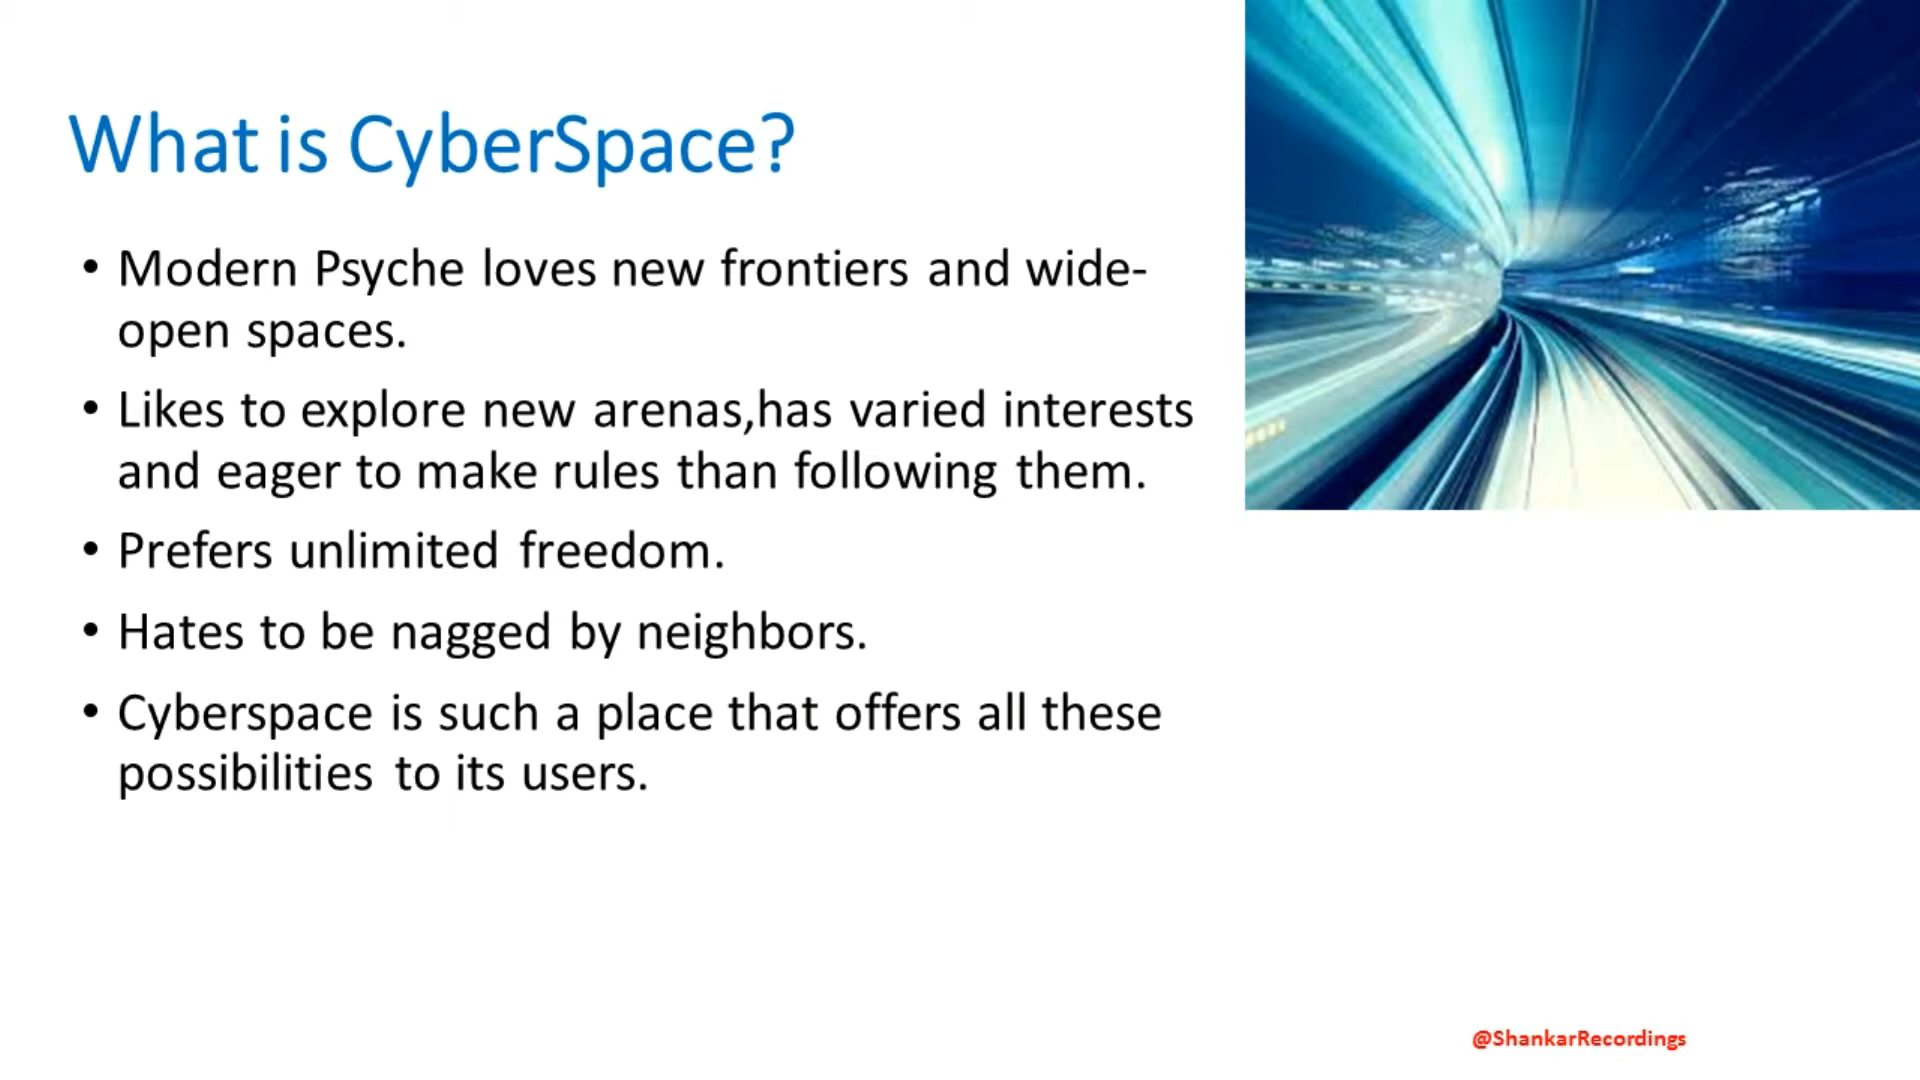 What is CyberSpace?
• Modern Psyche loves new frontiers and wide-
open spaces.
• Likes to explore new arenas,has varied interests
and eager to make rules than following them.
• Prefers unlimited freedom.
• Hates to be nagged by neighbors.
• Cyberspace is such a place that offers all these
possibilities to its users.
@ShankarRecordings